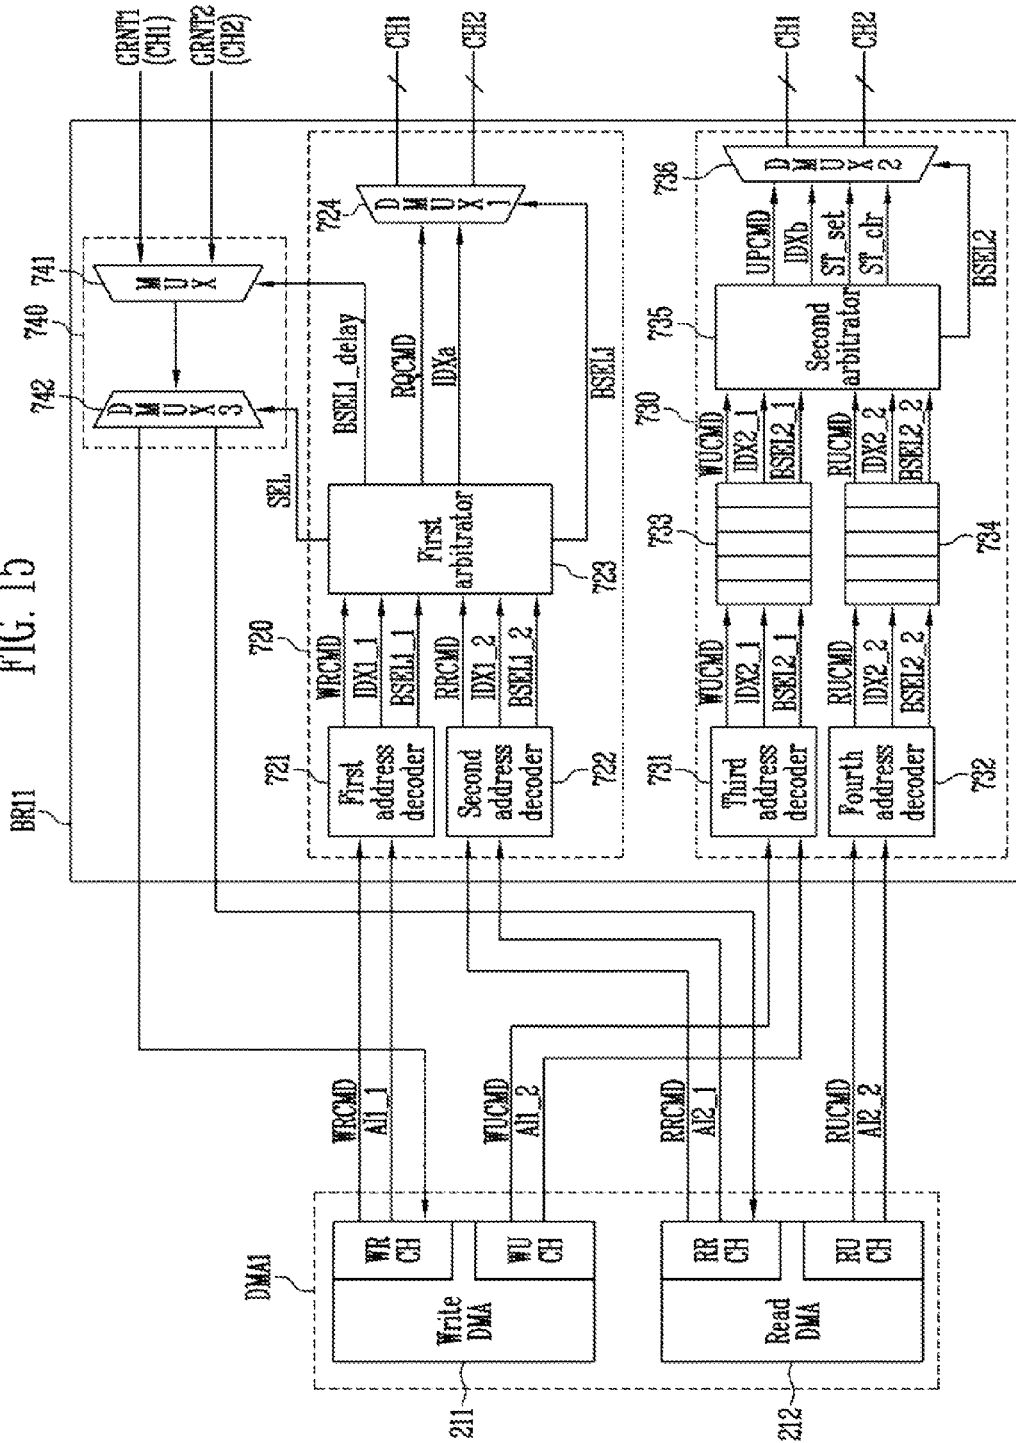 FIG. 15
BR11
DMA1
211
Write
DMA
WR
CH
WU
CH
212
Read
DMA
RR
CH
RU
CH
WRCMD
AI1_1
WUCMD
AI1_2
RRCMD
AI2_1
RUCMD
AI2_2
740
742
DMUX3
741
MUX
GRNT1
(CH1)
GRNT2
(CH2)
SEL
BSEL1_delay
720
721
First
address
decoder
722
Second
address
decoder
WRCMD
IDX1_1
BSEL1_1
RRCMD
IDX1_2
BSEL1_2
First
arbitrator
723
RQCMD
IDXa
BSEL1
724
DMUX1
CH1
CH2
730
731
Third
address
decoder
732
Fourth
address
decoder
WUCMD
IDX2_1
BSEL2_1
RUCMD
IDX2_2
BSEL2_2
733
734
WUCMD
IDX2_1
BSEL2_1
RUCMD
IDX2_2
BSEL2_2
735
Second
arbitrator
UPCMD
IDXb
ST_set
ST_clr
BSEL2
736
DMUX2
CH1
CH2